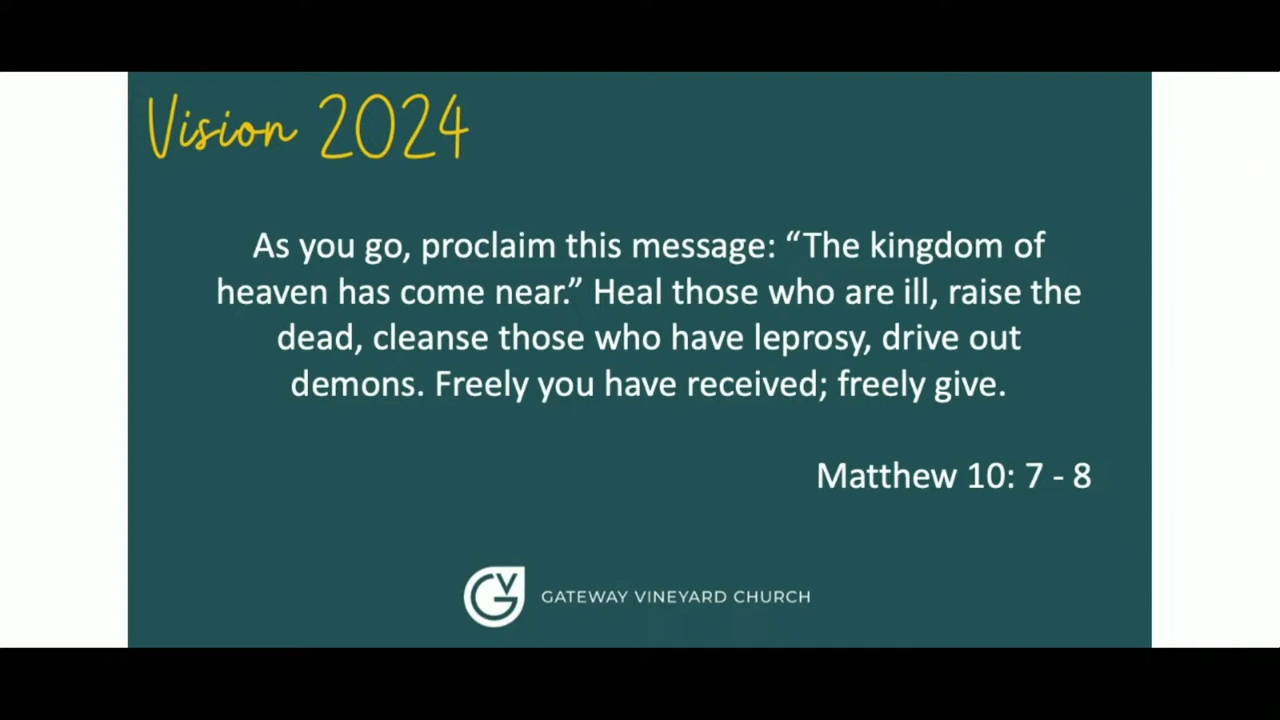 Vision 2024
As you go, proclaim this message: “The kingdom of
heaven has come near.” Heal those who are ill, raise the
dead, cleanse those who have leprosy, drive out
demons. Freely you have received; freely give.
Matthew 10: 7 - 8
GV GATEWAY VINEYARD CHURCH